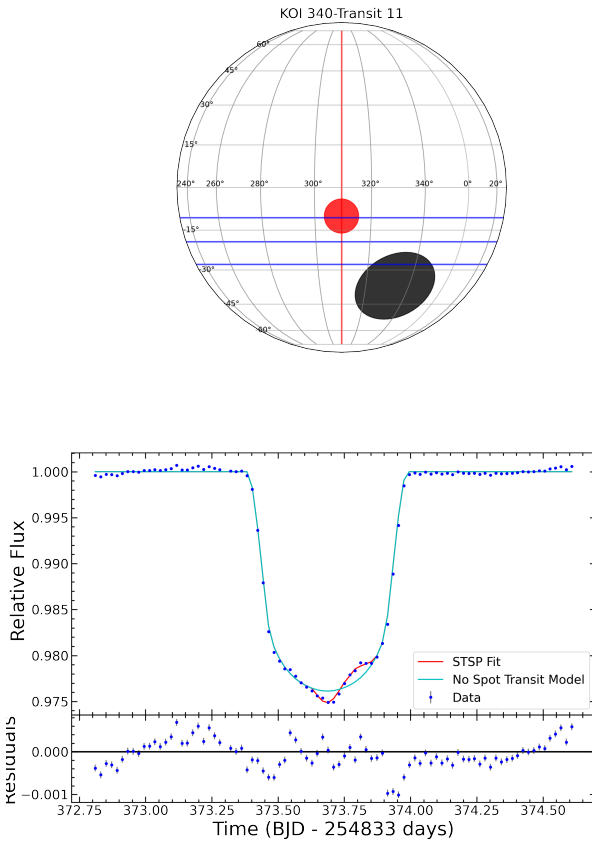 KOI 340-Transit 11
60°
45°
30°
15°
240° 260° 280° 300° 320° 340° 0° 20°
-15°
-30°
-45°
-60°
1.000
0.995
0.990
0.985
0.980
0.975
Relative Flux
STSP Fit
No Spot Transit Model
Data
0.000
−0.001
Residuals
372.75 373.00 373.25 373.50 373.75 374.00 374.25 374.50
Time (BJD - 254833 days)